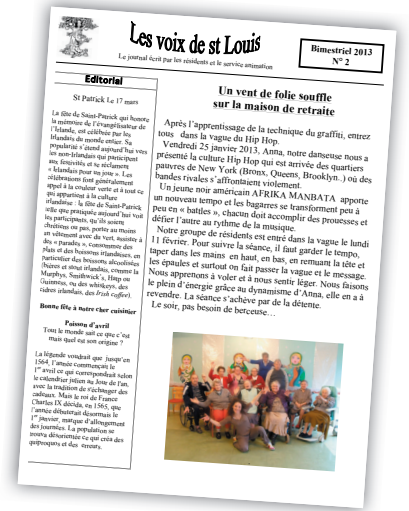 Les voix de st Louis
Le journal écrit par les résidents et le service animation
Bimestriel 2013
N° 2
Editorial
St Patrick Le 17 mars
La fête de Saint-Patrick qui honore
la mémoire de l'évangélisateur de
l'Irlande, est célébrée par les
Irlandais du monde entier. Sa
popularité s'étend aujourd'hui vers
les non-Irlandais qui participent
aux festivités et se réclament
« Irlandais pour un jour ». Les
célébrations font généralement
appel à la couleur verte et à tout ce
qui appartient à la culture
irlandaise : la fête de Saint-Patrick,
telle que pratiquée aujourd'hui voit
les participants, qu'ils soient
chrétiens ou pas, porter au moins
un vêtement avec du vert, assister à
des « parades », consommer des
plats et des boissons irlandais, en
particulier des boissons alcoolisées
(bières et stout irlandais, comme la
Murphys, Smithwick's, Harp ou
Guinness, ou des whiskeys, des
cidres irlandais, des Irish coffee).
Bonne fête à notre cher cuisinier
Poisson d'avril
Tout le monde sait ce que c'est
mais quel est son origine ?
La légende voudrait que jusqu'en
1564, l'année commençait le
1er avril ce qui correspondrait selon
le calendrier julien au Jour de l'an,
avec la tradition de s'échanger des
cadeaux. Mais le roi de France
Charles IX décida, en 1565, que
l'année débuterait désormais le
1er janvier, marque d'allongement
des journées. La population se
trouva désorientée ce qui créa des
quiproquos et des erreurs.
Un vent de folie souffle
sur la maison de retraite
Après l'apprentissage de la technique du graffiti, entrez
tous dans la vague du Hip Hop.
Vendredi 25 janvier 2013, Anna, notre danseuse nous a
présenté la culture Hip Hop qui est arrivée des quartiers
pauvres de New York (Bronx, Queens, Brooklyn..) où des
bandes rivales s'affrontaient violement.
Un jeune noir américain AFRIKA MANBATA apporte
un nouveau tempo et les bagarres se transforment peu à
peu en « battles », chacun doit accomplir des prouesses et
défier l'autre au rythme de la musique.
Notre groupe de résidents est entré dans la vague le lundi
11 février. Pour suivre la séance, il faut garder le tempo,
taper dans les mains en haut, en bas, en remuant la tête et
les épaules et surtout on fait passer la vague et le message.
Nous apprenons à voler et à nous sentir léger. Nous faisons
le plein d'énergie grâce au dynamisme d'Anna, elle en a à
revendre. La séance s'achève par de la détente.
Le soir, pas besoin de berceuse…